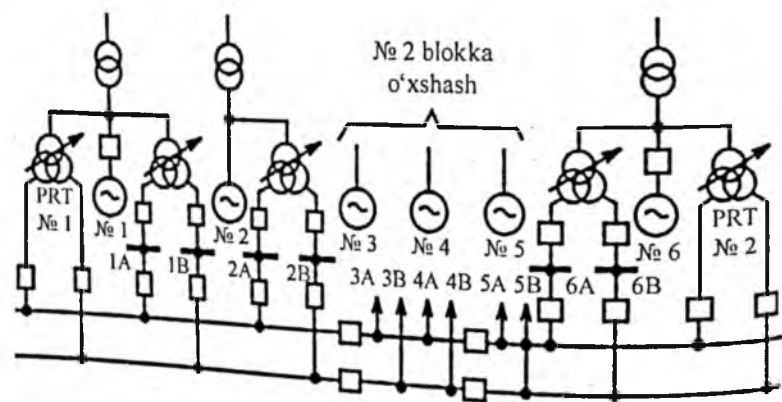 № 2 blokka
o‘xshash
PRT
№ 1
№ 1
1A
1B
№ 2
2A
2B
№ 3
№ 4
№ 5
3A 3B 4A 4B 5A 5B
6A
6B
№ 6
PRT
№ 2